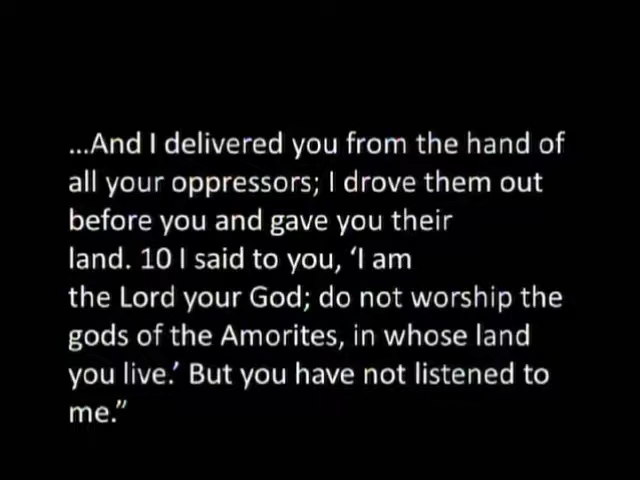 ...And I delivered you from the hand of
all your oppressors; I drove them out
before you and gave you their
land. 10 I said to you, ‘I am
the Lord your God; do not worship the
gods of the Amorites, in whose land
you live.’ But you have not listened to
me.”